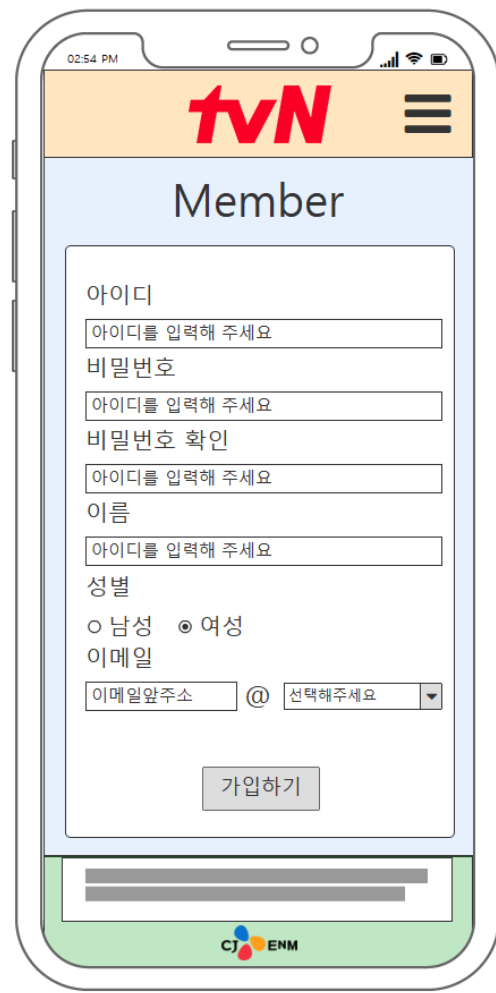 02:54 PM
tvN
Member
아이디
아이디를 입력해 주세요
비밀번호
아이디를 입력해 주세요
비밀번호 확인
아이디를 입력해 주세요
이름
아이디를 입력해 주세요
성별
남성 여성
이메일
이메일앞주소 @ 선택해주세요
가입하기
CJ ENM